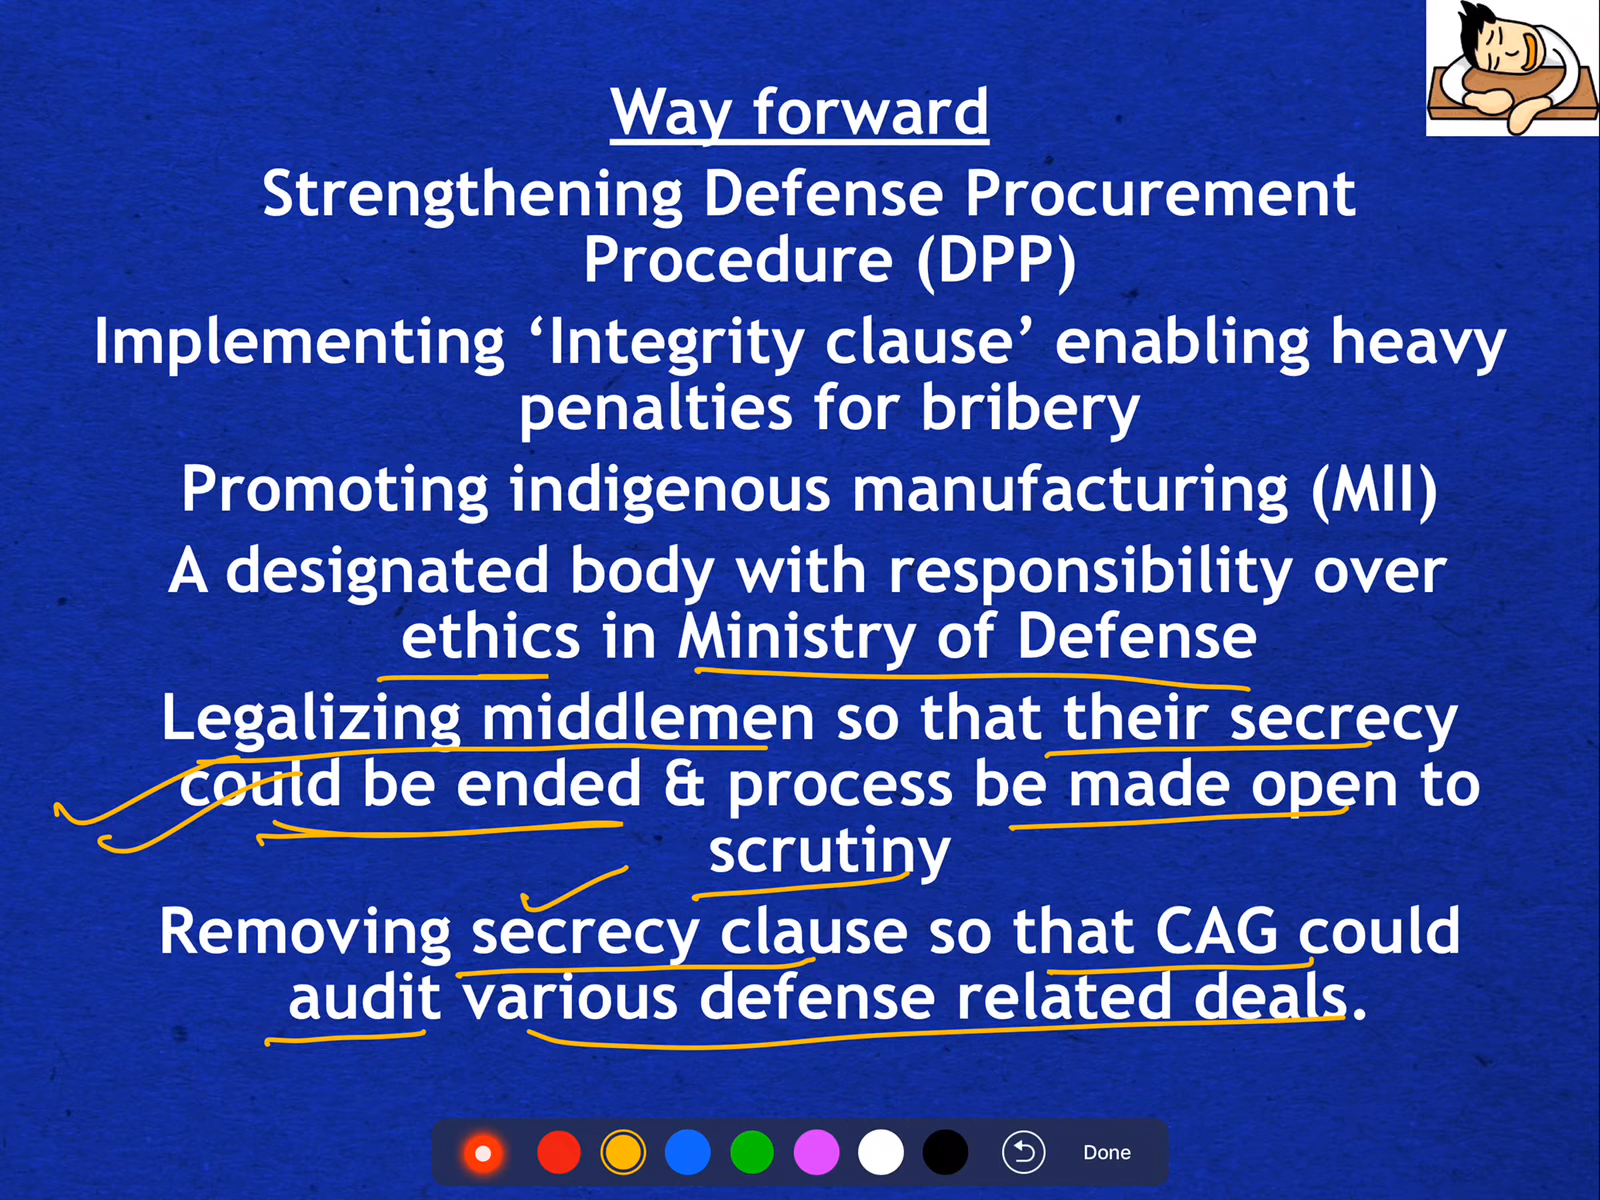 Way forward
Strengthening Defense Procurement
Procedure (DPP)
Implementing ‘Integrity clause’ enabling heavy
penalties for bribery
Promoting indigenous manufacturing (MII)
A designated body with responsibility over
ethics in Ministry of Defense
Legalizing middlemen so that their secrecy
could be ended & process be made open to
scrutiny
Removing secrecy clause so that CAG could
audit various defense related deals.
Done